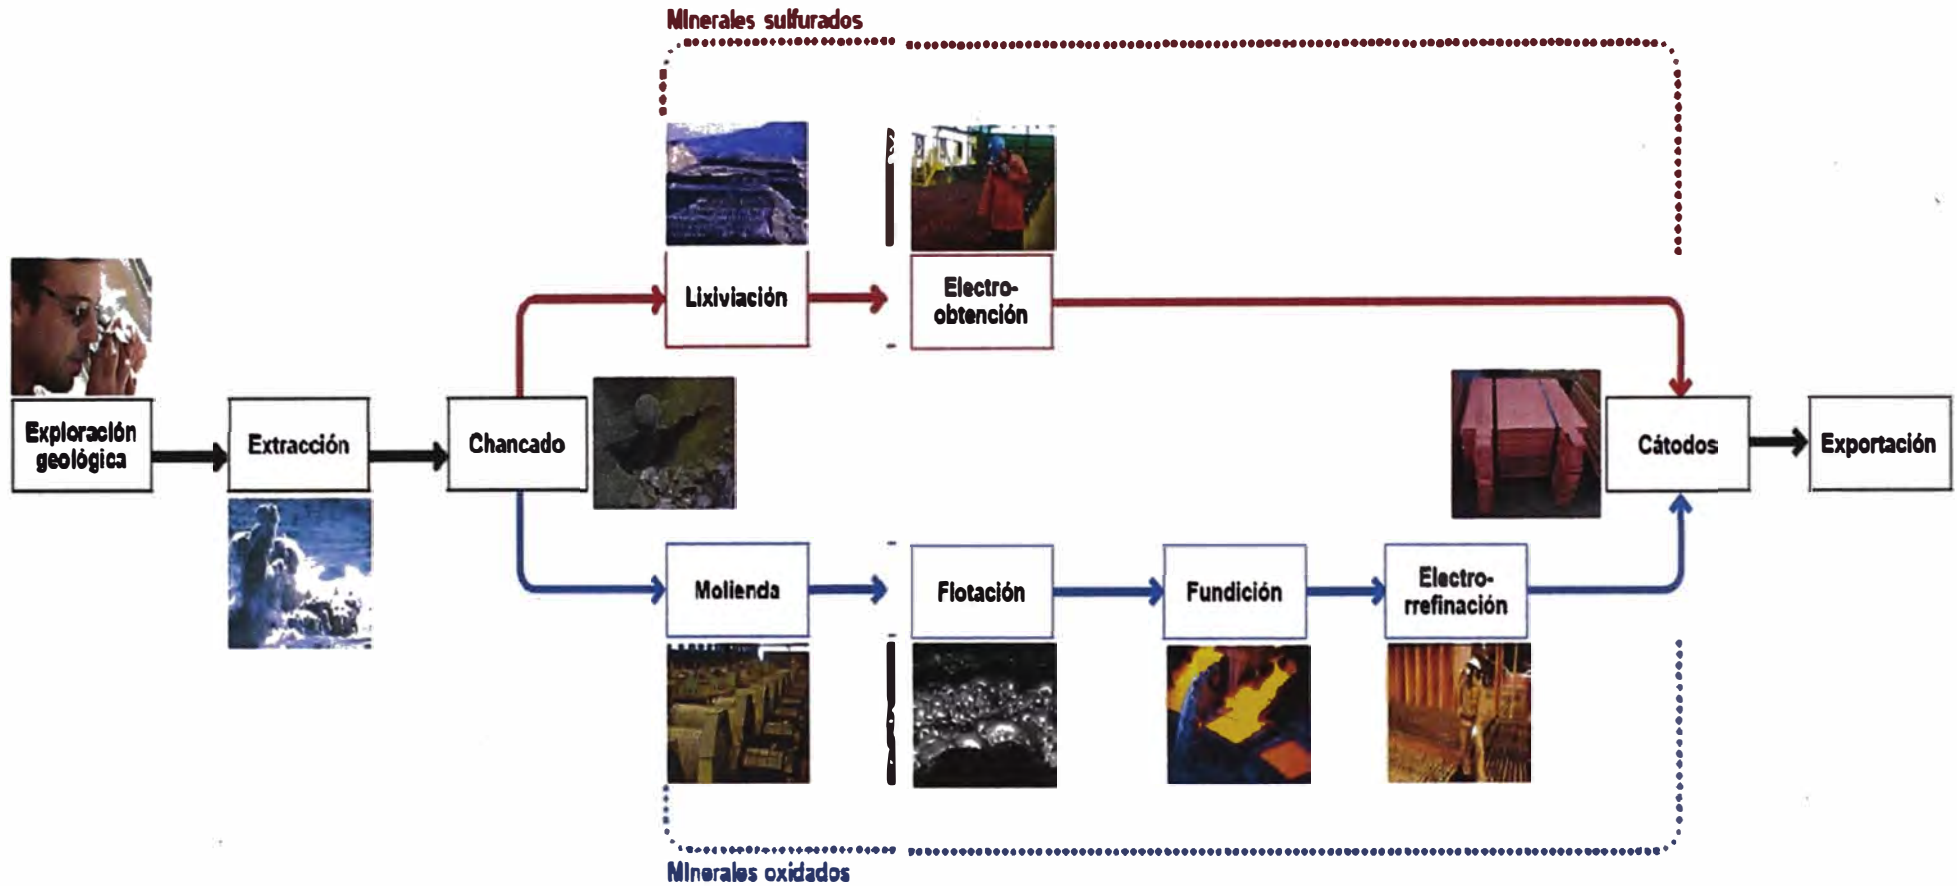 Minerales sulfurados
Lixiviación
Electro-
obtención
Exploración
geológica
Extracción
Chancado
Cátodos
Exportación
Molienda
Flotación
Fundición
Electro-
rrefinación
Minerales oxidados